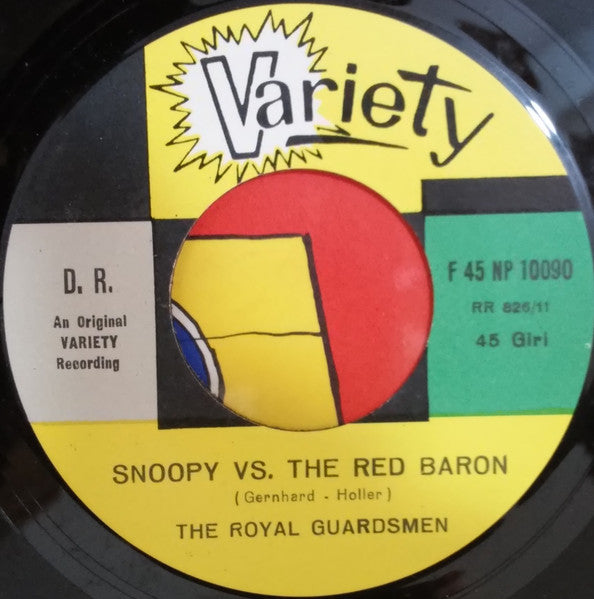 Variety
D. R.
An Original
VARIETY
Recording
F 45 NP 10090
RR 826/11
45 Giri
SNOOPY VS. THE RED BARON
( Gernhard - Holler )
THE ROYAL GUARDSMEN